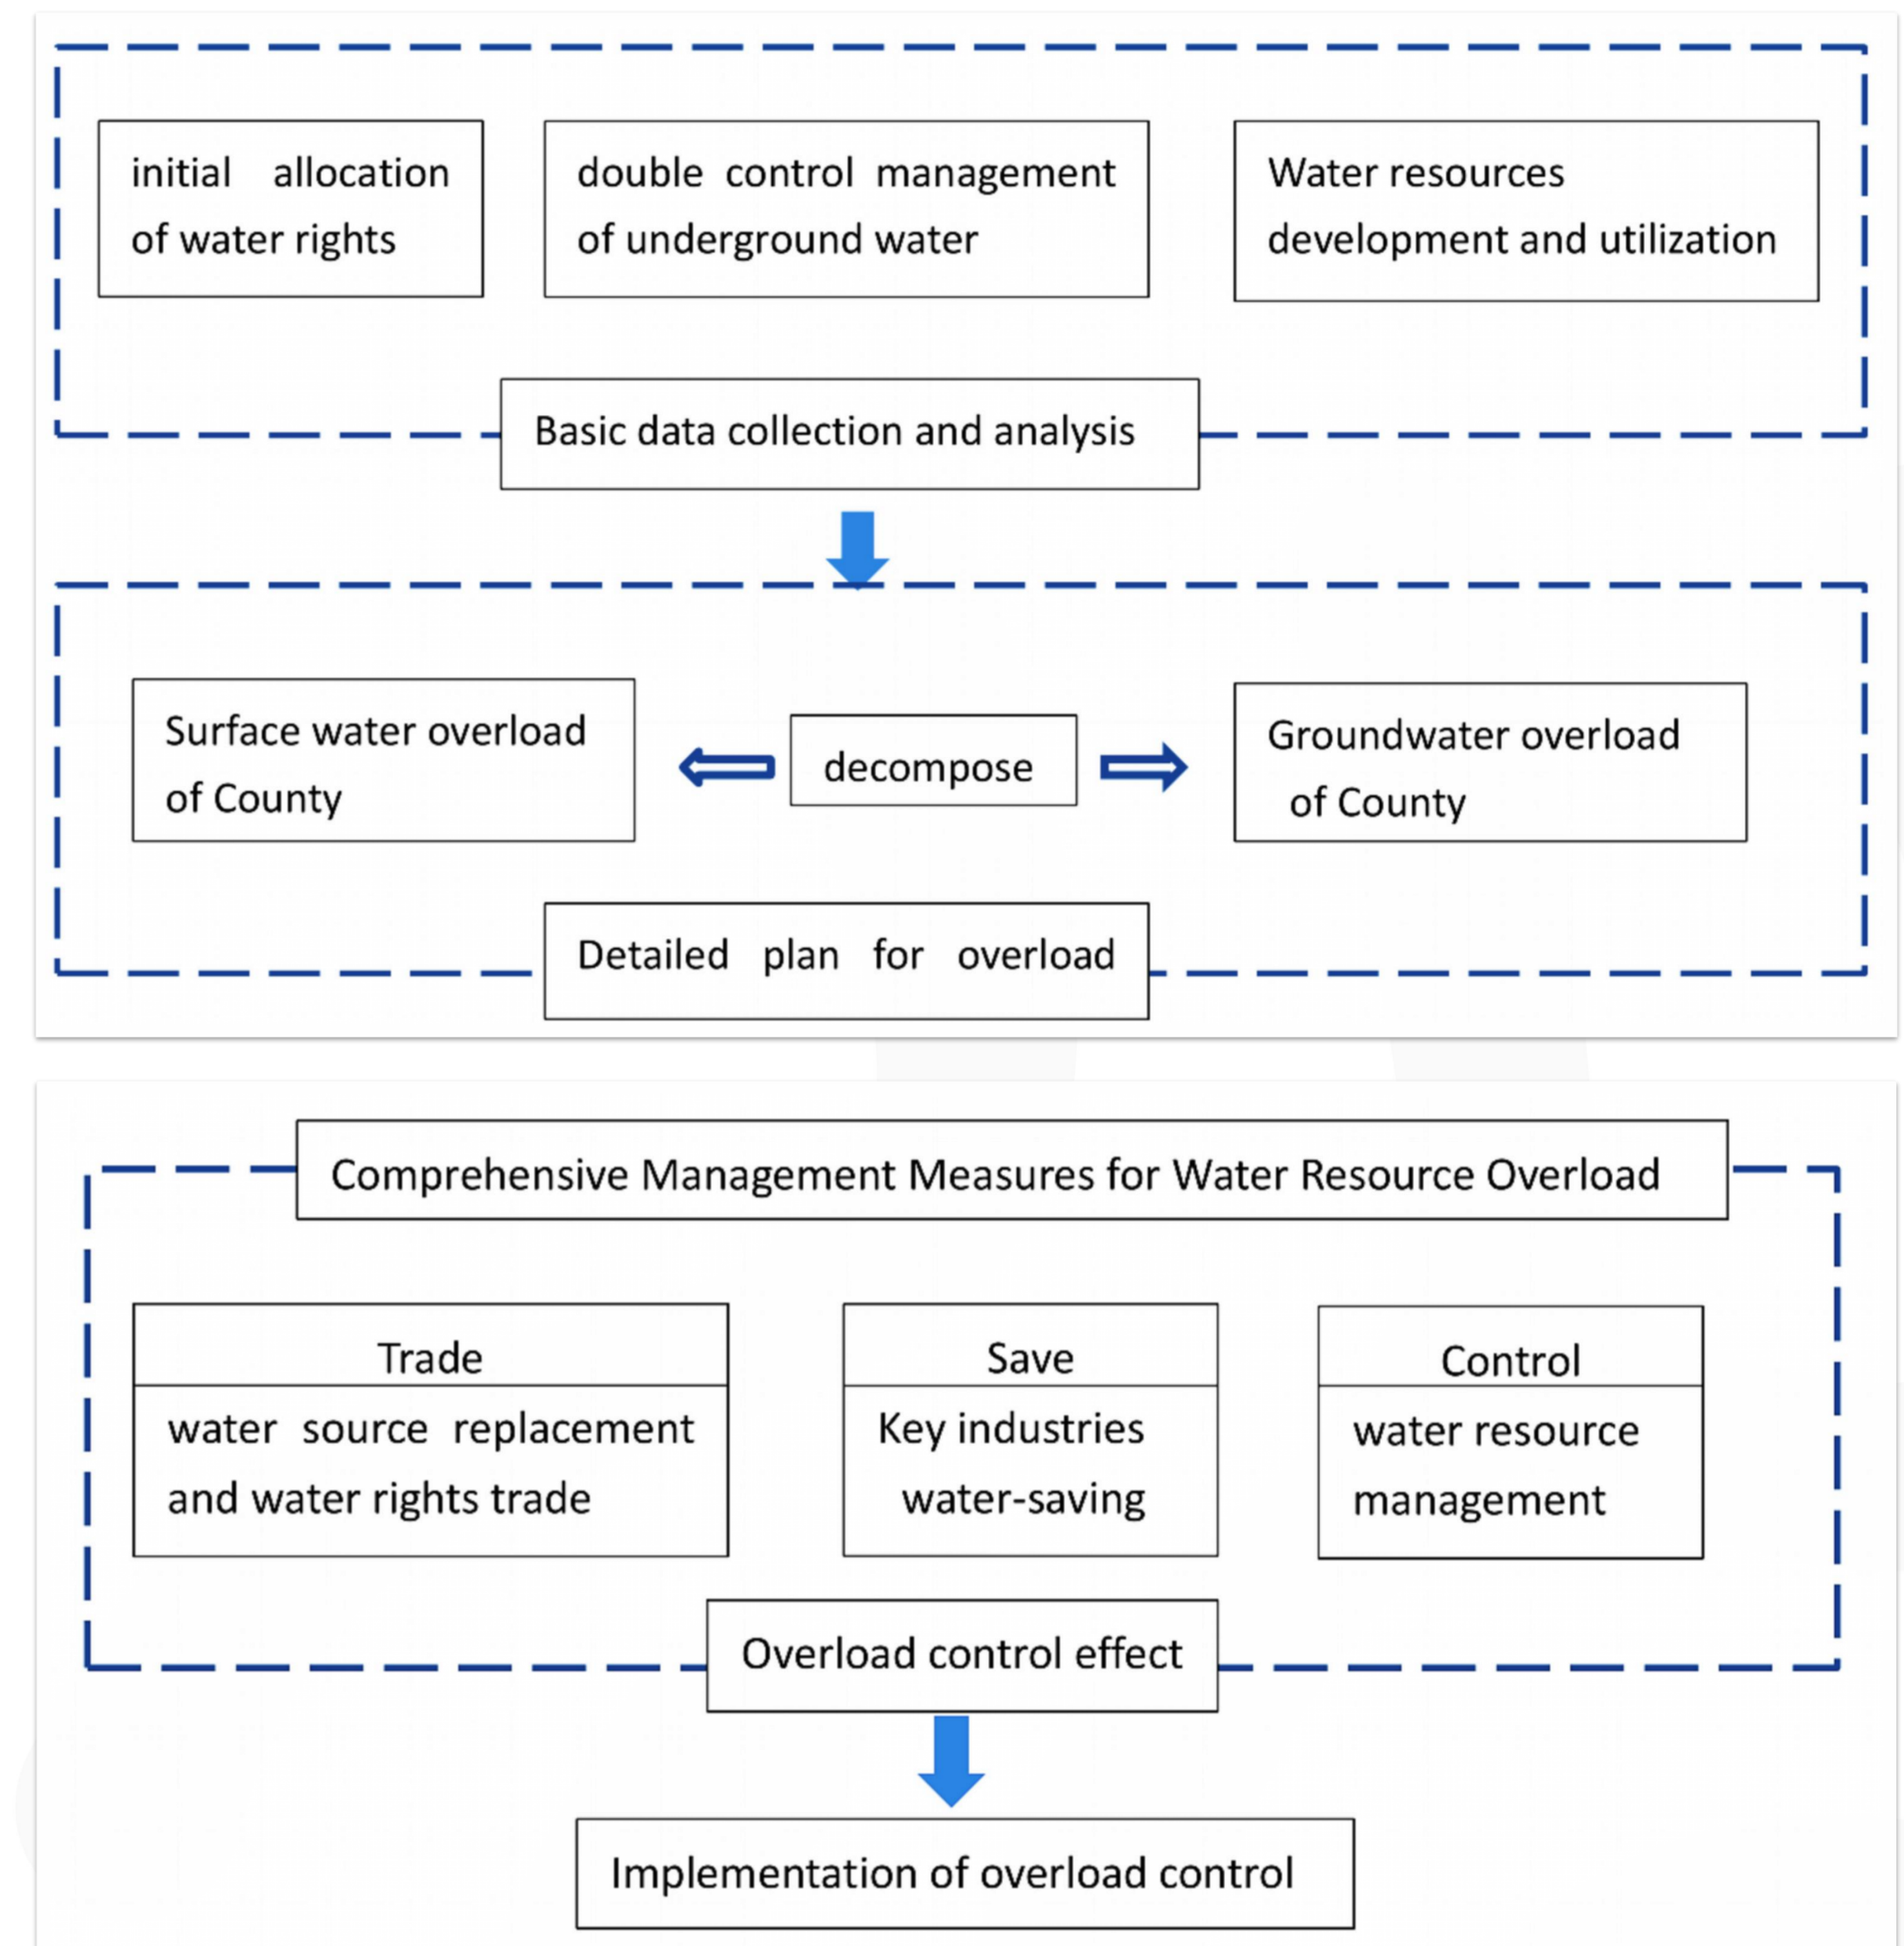 initial allocation
of water rights
double control management
of underground water
Water resources
development and utilization
Basic data collection and analysis
Surface water overload
of County
decompose
Groundwater overload
of County
Detailed plan for overload
Comprehensive Management Measures for Water Resource Overload
Trade
water source replacement
and water rights trade
Save
Key industries
water-saving
Control
water resource
management
Overload control effect
Implementation of overload control